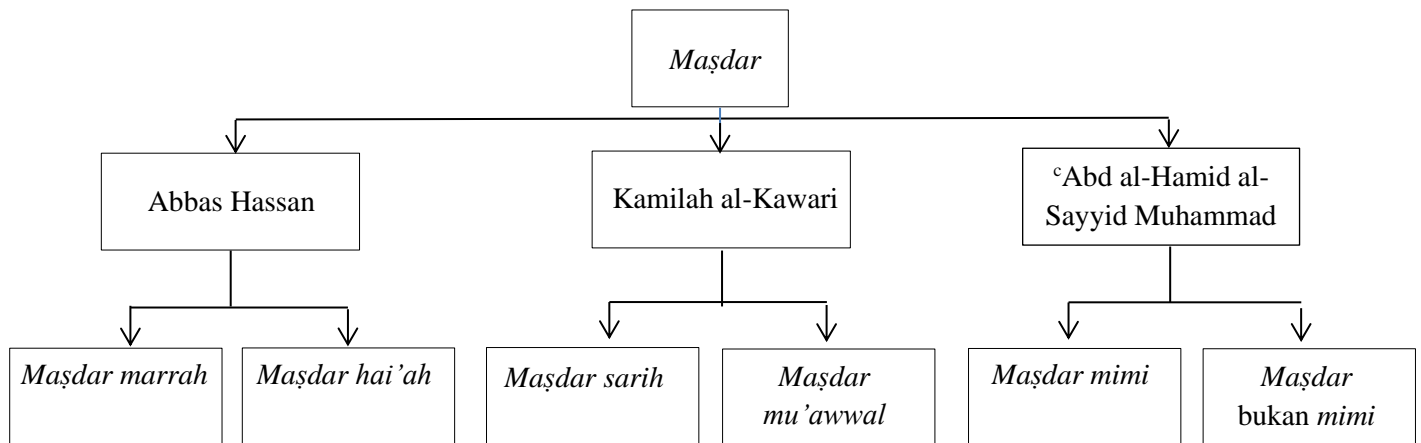 Maṣdar
Abbas Hassan
Kamilah al-Kawari
ᶜAbd al-Hamid al-
Sayyid Muhammad
Maṣdar marrah
Maṣdar hai’ah
Maṣdar sarih
Maṣdar
mu’awwal
Maṣdar mimi
Maṣdar
bukan mimi